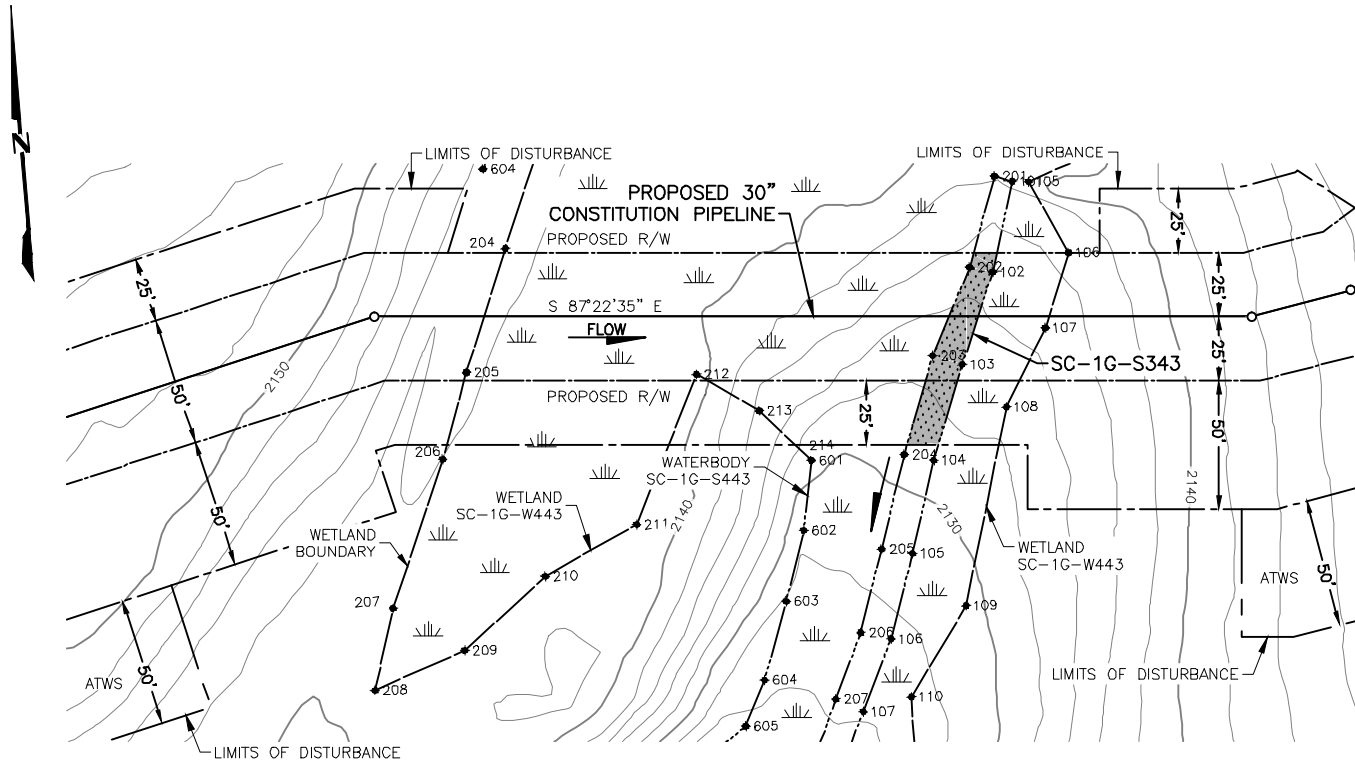 N
LIMITS OF DISTURBANCE
604
PROPOSED 30"
CONSTITUTION PIPELINE
LIMITS OF DISTURBANCE
201
101
105
204
PROPOSED R/W
25'
202
102
106
25'
S 87°22'35" E
FLOW
25'
107
2150
203
103
SC-1G-S343
25'
205
212
PROPOSED R/W
50'
213
25'
108
50'
206
214
WATERBODY
SC-1G-S443
601
204
104
2140
WETLAND
SC-1G-W443
2140
50'
211
602
2130
WETLAND
BOUNDARY
205
105
WETLAND
SC-1G-W443
210
ATWS
50'
207
603
109
206
106
209
50'
ATWS
208
604
207
107
110
LIMITS OF DISTURBANCE
605
LIMITS OF DISTURBANCE